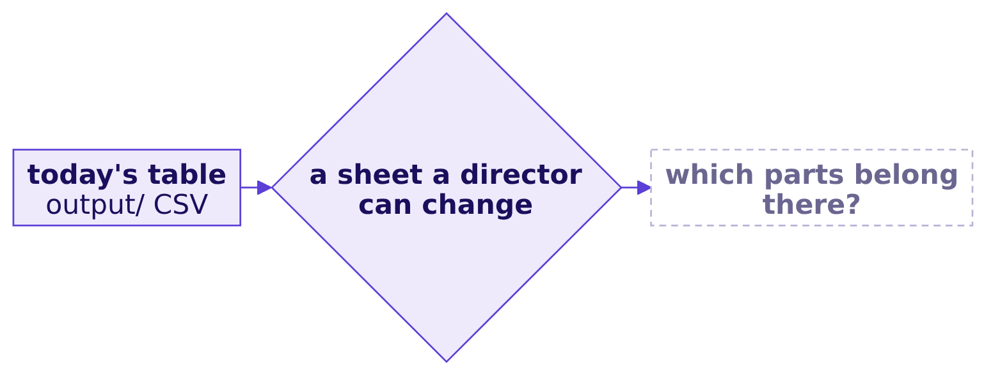 today's table
output/ CSV
a sheet a director
can change
which parts belong
there?